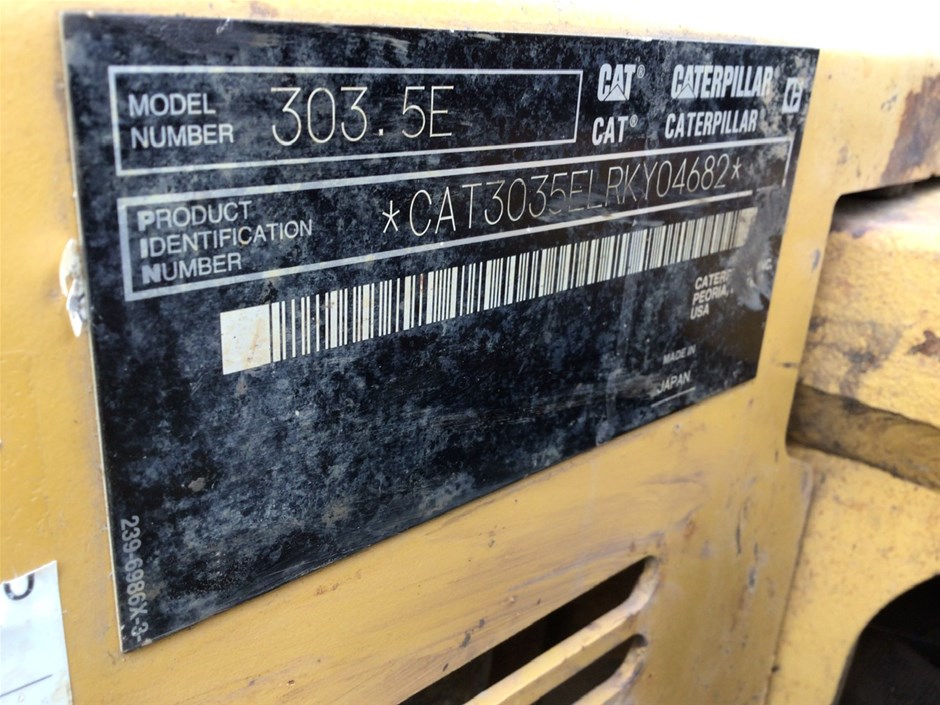 MODEL
NUMBER
303.5E
CAT®
CATERPILLAR®
CAT®
CATERPILLAR
PRODUCT
IDENTIFICATION
NUMBER
*CAT3035ELRKY04682*
PEORIA,
USA
MADE IN
JAPAN
239-6986X-3